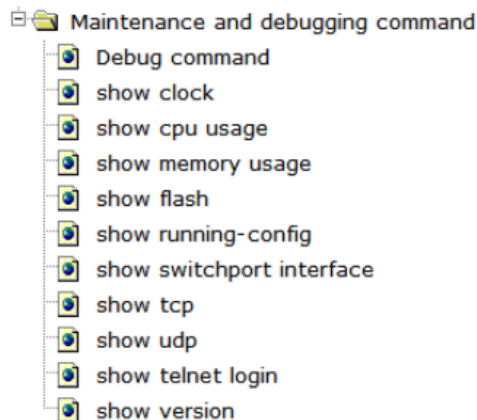 Maintenance and debugging command
Debug command
show clock
show cpu usage
show memory usage
show flash
show running-config
show switchport interface
show tcp
show udp
show telnet login
show version